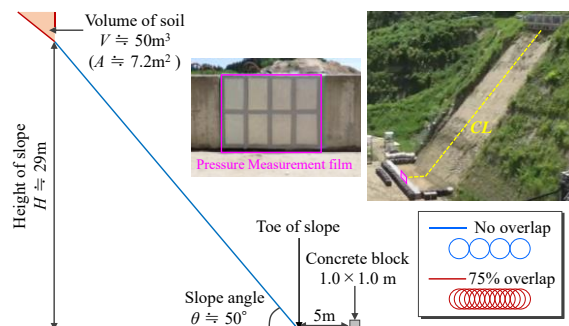 Volume of soil
V ≒ 50m³
(A ≒ 7.2m²)
Height of slope
H ≒ 29m
Pressure Measurement film
CL
Toe of slope
Concrete block
1.0 × 1.0 m
Slope angle
θ ≒ 50°
5m
No overlap
75% overlap